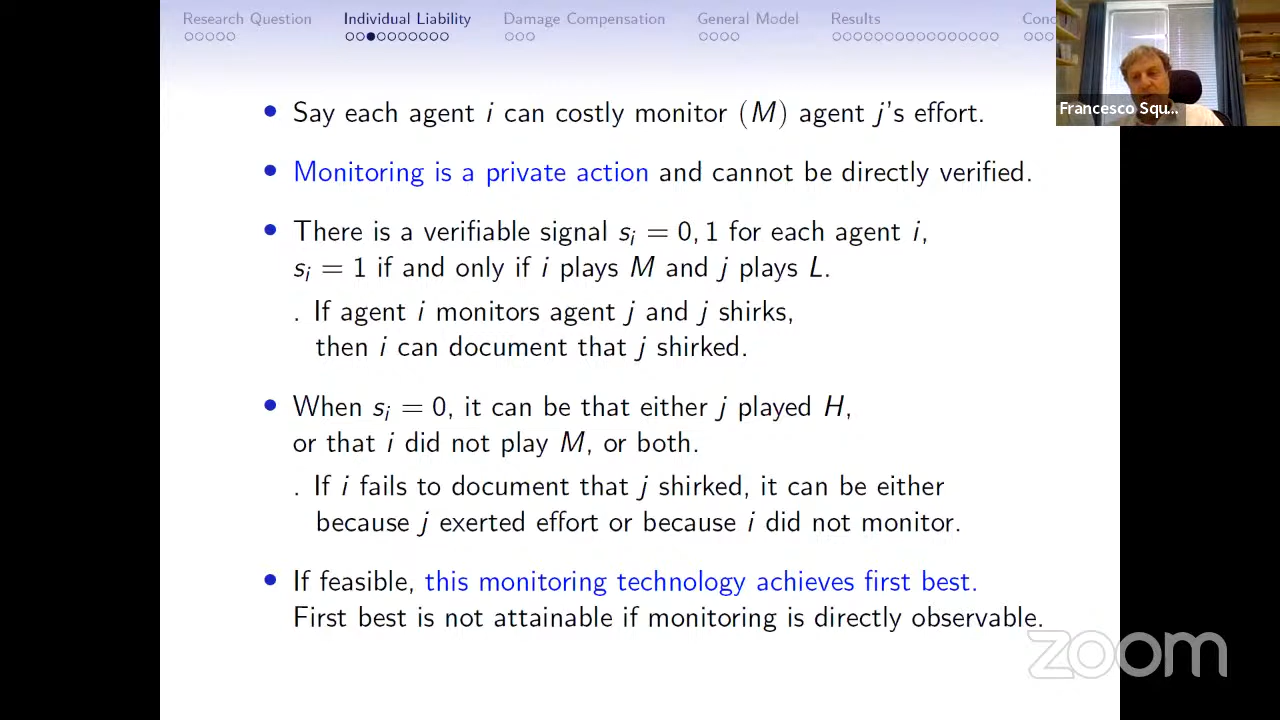 Research Question Individual Liability Damage Compensation General Model Results
• Say each agent i can costly monitor (M) agent j's effort.
• Monitoring is a private action and cannot be directly verified.
• There is a verifiable signal sᵢ = 0, 1 for each agent i,
sᵢ = 1 if and only if i plays M and j plays L.
. If agent i monitors agent j and j shirks,
then i can document that j shirked.
• When sᵢ = 0, it can be that either j played H,
or that i did not play M, or both.
. If i fails to document that j shirked, it can be either
because j exerted effort or because i did not monitor.
• If feasible, this monitoring technology achieves first best.
First best is not attainable if monitoring is directly observable.
Francesco Squ...
zoom